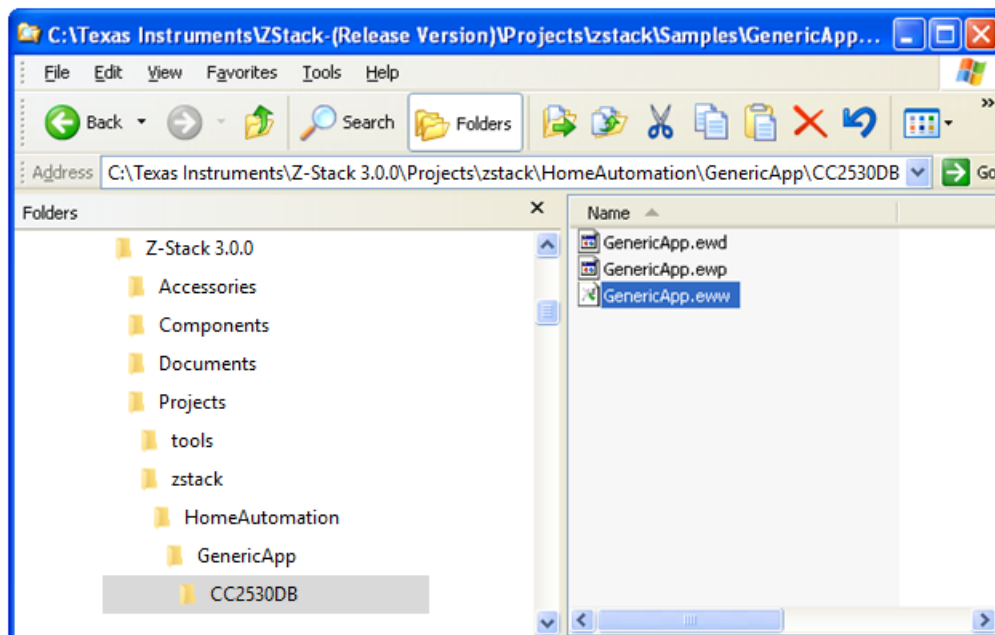 C:\Texas Instruments\ZStack-(Release Version)\Projects\zstack\Samples\GenericApp...
File Edit View Favorites Tools Help
Back Search Folders »
Address C:\Texas Instruments\Z-Stack 3.0.0\Projects\zstack\HomeAutomation\GenericApp\CC2530DB Go
Folders Name
Z-Stack 3.0.0
Accessories
Components
Documents
Projects
tools
zstack
HomeAutomation
GenericApp
CC2530DB
GenericApp.ewd
GenericApp.ewp
GenericApp.eww